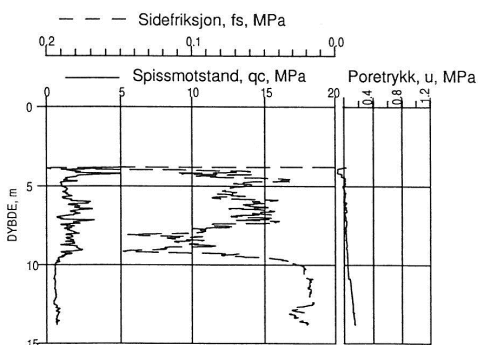 Sidefriksjon, fs, MPa
0,2 0,1 0,0
Spissmotstand, qc, MPa Poretrykk, u, MPa
0 5 10 15 20
0,4 0,8 1,2
DYBDE, m
0
5
10
15